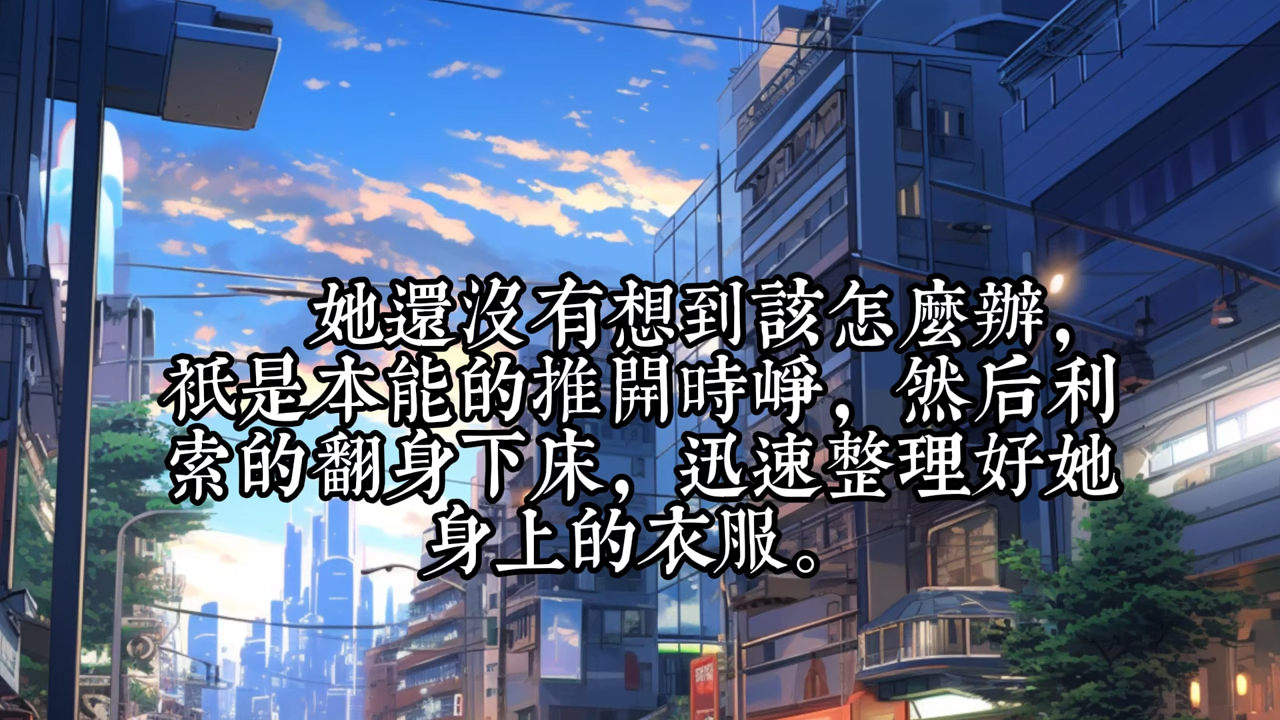 她還沒有想到該怎麼辦，
祇是本能的推開時崢，然后利
索的翻身下床，迅速整理好她
身上的衣服。